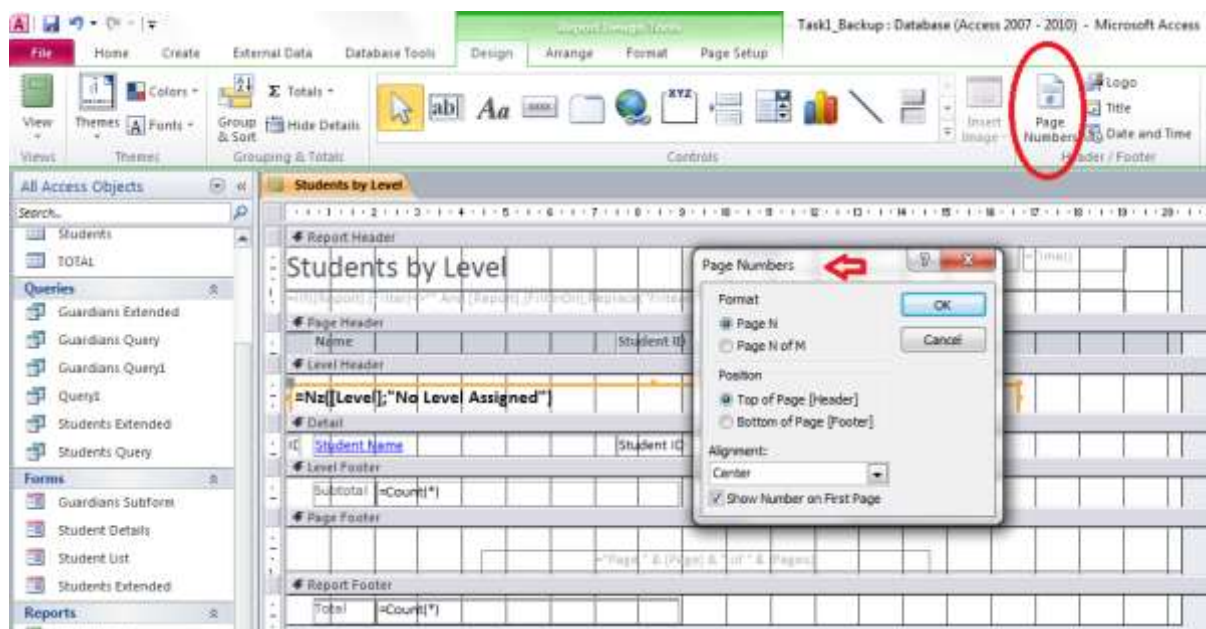 Report Design Tools
Task1_Backup : Database (Access 2007 - 2010) - Microsoft Access
File Home Create External Data Database Tools Design Arrange Format Page Setup
View
Themes
Colors
Fonts
Group & Sort
Σ Totals
Hide Details
ab
Aa
XYZ
Insert Image
Page Numbers
Logo
Title
Date and Time
Views Themes Grouping & Totals Controls Header / Footer
All Access Objects
Search..
Students
TOTAL
Queries
Guardians Extended
Guardians Query
Guardians Query1
Query1
Students Extended
Students Query
Forms
Guardians Subform
Student Details
Student List
Students Extended
Reports
Students by Level
Report Header
Students by Level
Page Header
Name Student ID
Level Header
=Nz([Level];"No Level Assigned")
Detail
Student Name Student ID
Level Footer
Subtotal =Count(*)
Page Footer
="Page " & [Page] & " of " & [Pages]
Report Footer
Total =Count(*)
Page Numbers
Format
Page N
Page N of M
Position
Top of Page [Header]
Bottom of Page [Footer]
Alignment:
Center
Show Number on First Page
OK
Cancel